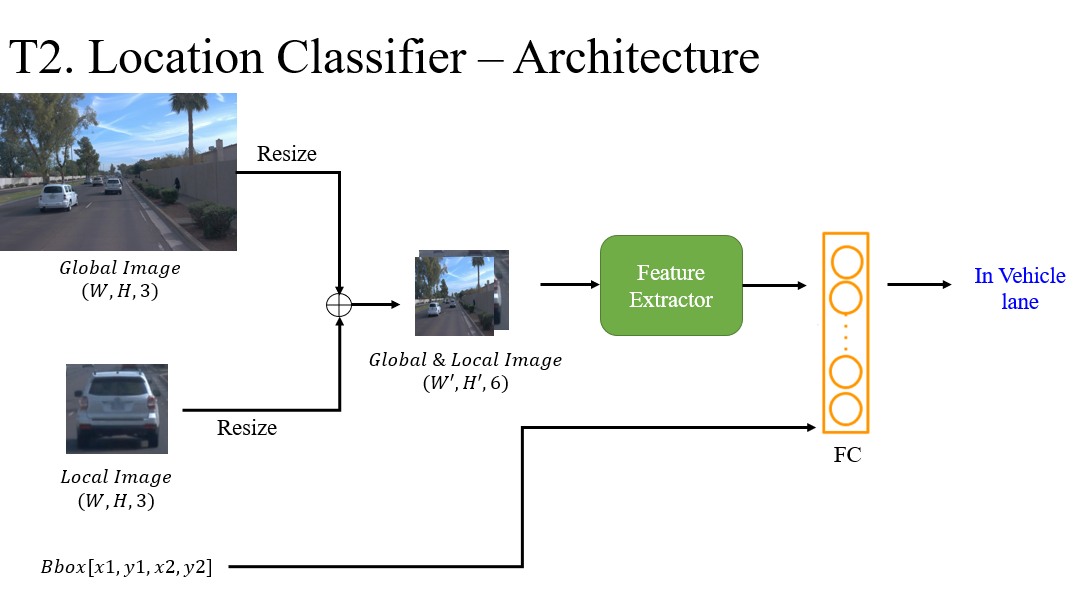 T2. Location Classifier – Architecture
Resize
Global Image
(W, H, 3)
Feature
Extractor
In Vehicle
lane
Global & Local Image
(W′, H′, 6)
Resize
FC
Local Image
(W, H, 3)
Bbox[x1, y1, x2, y2]